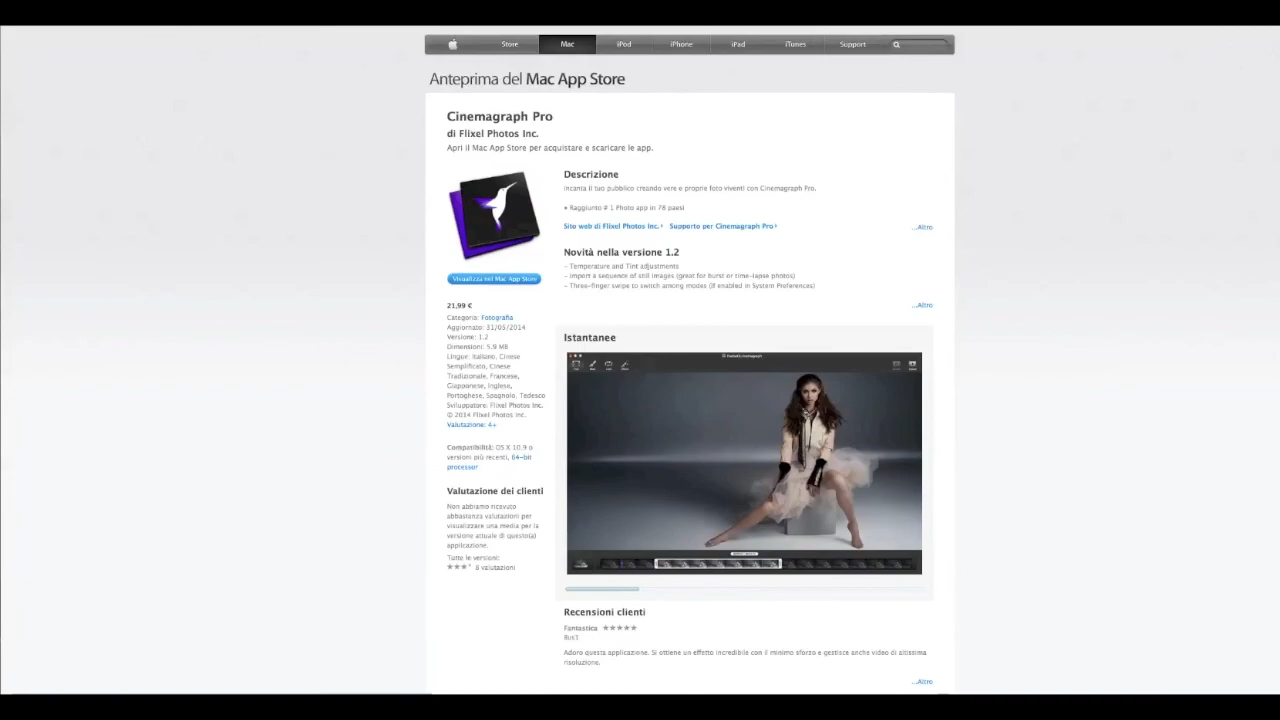 Store
Mac
iPod
iPhone
iPad
iTunes
Support
Anteprima del Mac App Store
Cinemagraph Pro
di Flixel Photos Inc.
Apri il Mac App Store per acquistare e scaricare le app.
Descrizione
Incanta il tuo pubblico creando vere e proprie foto viventi con Cinemagraph Pro.
• Raggiunto # 1 Photo app in 78 paesi
Sito web di Flixel Photos Inc.› Supporto per Cinemagraph Pro›
...Altro
Novità nella versione 1.2
- Temperature and Tint adjustments
- Import a sequence of still images (great for burst or time-lapse photos)
- Three-finger swipe to switch among modes (if enabled in System Preferences)
...Altro
Visualizza nel Mac App Store
21,99 €
Categoria: Fotografia
Aggiornato: 31/05/2014
Versione: 1.2
Dimensioni: 5.9 MB
Lingue: Italiano, Cinese
Semplificato, Cinese
Tradizionale, Francese,
Giapponese, Inglese,
Portoghese, Spagnolo, Tedesco
Sviluppatore: Flixel Photos Inc.
© 2014 Flixel Photos Inc.
Valutazione: 4+
Compatibilità: OS X 10.9 o
versioni più recenti, 64-bit
processor
Valutazione dei clienti
Non abbiamo ricevuto
abbastanza valutazioni per
visualizzare una media per la
versione attuale di questo(a)
applicazione.
Tutte le versioni:
8 valutazioni
Istantanee
Recensioni clienti
Fantastica ★★★★★
Adoro questa applicazione. Si ottiene un effetto incredibile con il minimo sforzo e gestisce anche video di altissima
risoluzione.
...Altro